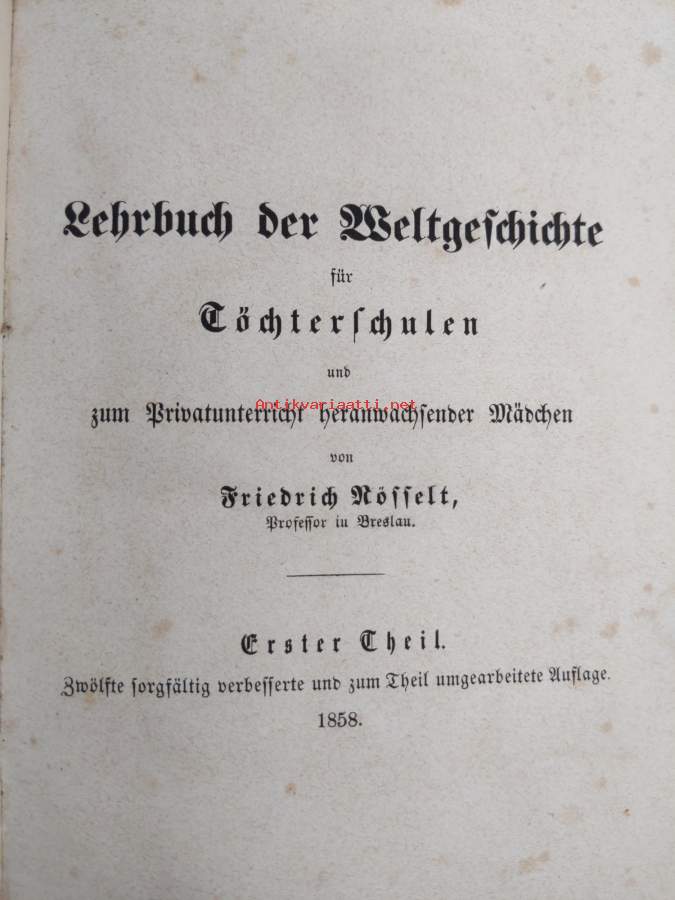 Lehrbuch der Weltgeſchichte
für
Töchterſchulen
und
Antikvariaatti.net
zum Privatunterricht heranwachſender Mädchen
von
Friedrich Nöſſelt,
Profeſſor in Breslau.
Erster Theil.
Zwölfte ſorgfältig verbeſſerte und zum Theil umgearbeitete Auflage.
1858.